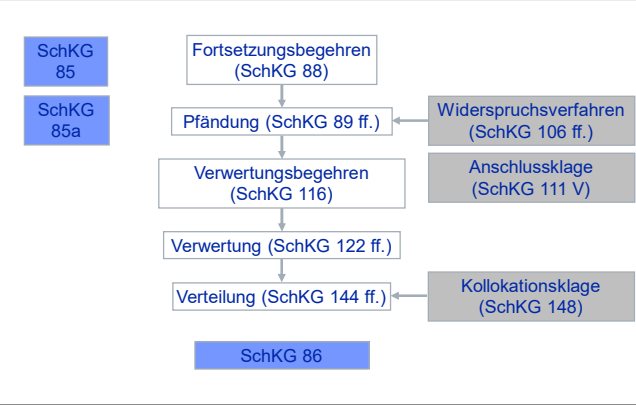 SchKG
85
SchKG
85a
Fortsetzungsbegehren
(SchKG 88)
Pfändung (SchKG 89 ff.)
Widerspruchsverfahren
(SchKG 106 ff.)
Verwertungsbegehren
(SchKG 116)
Anschlussklage
(SchKG 111 V)
Verwertung (SchKG 122 ff.)
Verteilung (SchKG 144 ff.)
Kollokationsklage
(SchKG 148)
SchKG 86